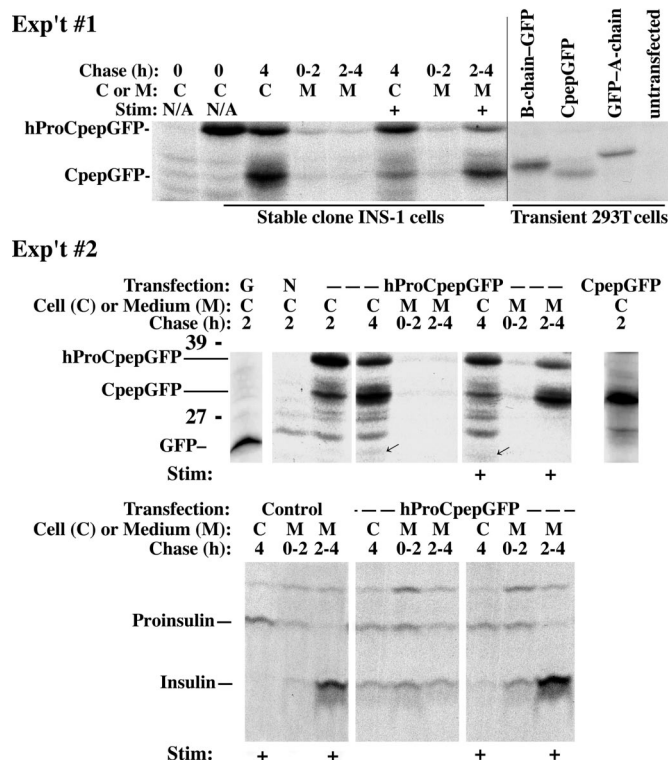 Exp't #1
B-chain–GFP
CpepGFP
GFP–A-chain
untransfected
Chase (h): 0 0 4 0-2 2-4 4 0-2 2-4
C or M: C C C M M C M M
Stim: N/A N/A + +
hProCpepGFP-
CpepGFP-
Stable clone INS-1 cells Transient 293T cells
Exp't #2
Transfection: G N – – – –hProCpepGFP – – – – CpepGFP
Cell (C) or Medium (M): C C C C M M C M M C
Chase (h): 2 2 2 4 0-2 2-4 4 0-2 2-4 2
39 -
hProCpepGFP
CpepGFP
27 -
GFP–
Stim: + +
Transfection: Control -– – –hProCpepGFP – – – –
Cell (C) or Medium (M): C M M C M M C M M
Chase (h): 4 0-2 2-4 4 0-2 2-4 4 0-2 2-4
Proinsulin –
Insulin –
Stim: + + + +